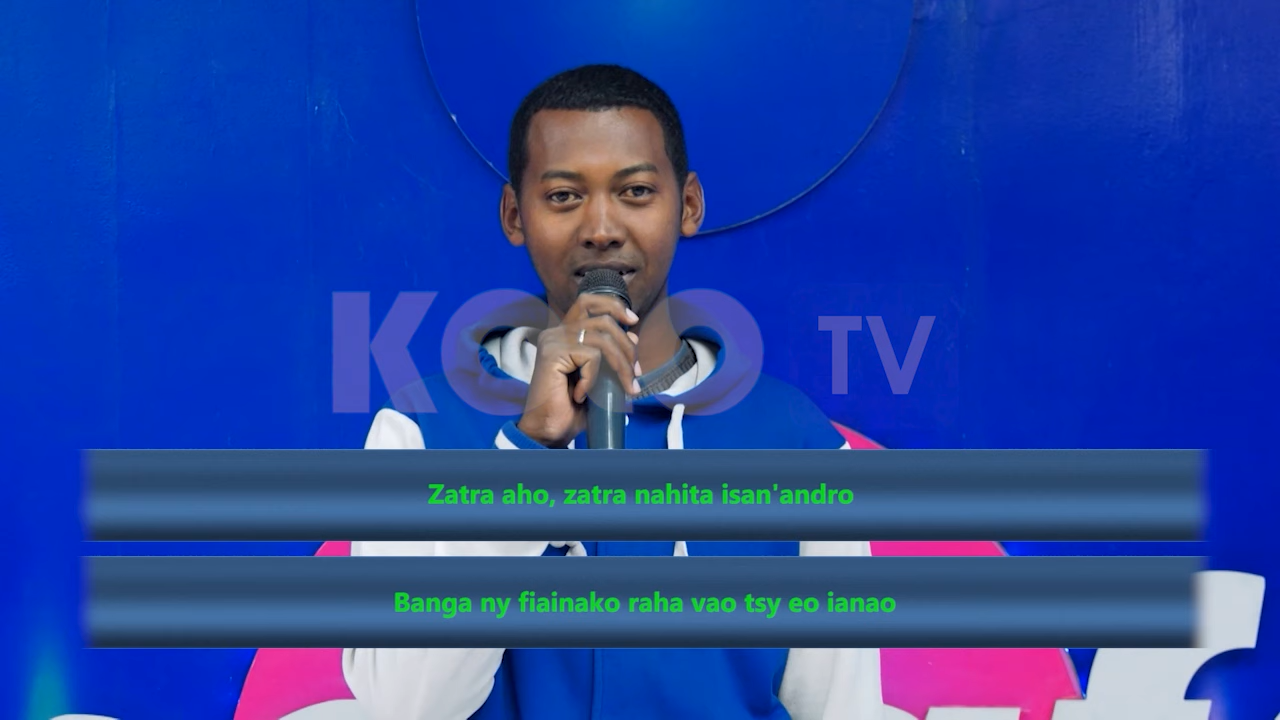 KOLO TV
Zatra aho, zatra nahita isan'andro
Banga ny fiainako raha vao tsy eo ianao